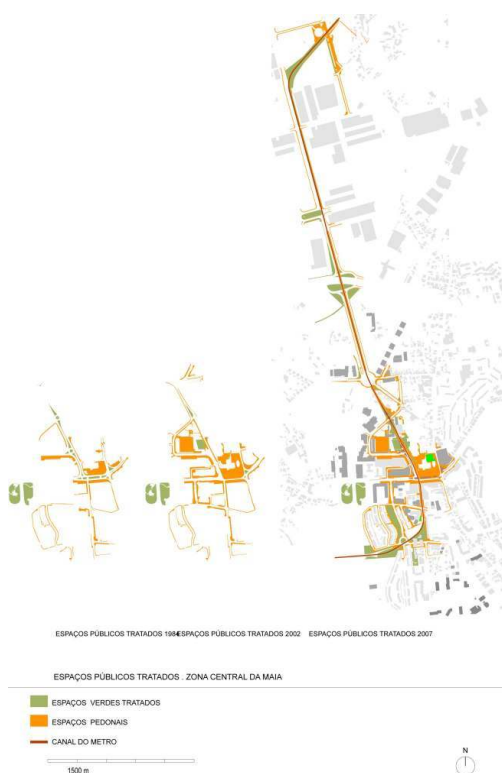 ESPAÇOS PÚBLICOS TRATADOS 1984 ESPAÇOS PÚBLICOS TRATADOS 2002 ESPAÇOS PÚBLICOS TRATADOS 2007
ESPAÇOS PÚBLICOS TRATADOS . ZONA CENTRAL DA MAIA
ESPAÇOS VERDES TRATADOS
ESPAÇOS PEDONAIS
CANAL DO METRO
N
1500 m